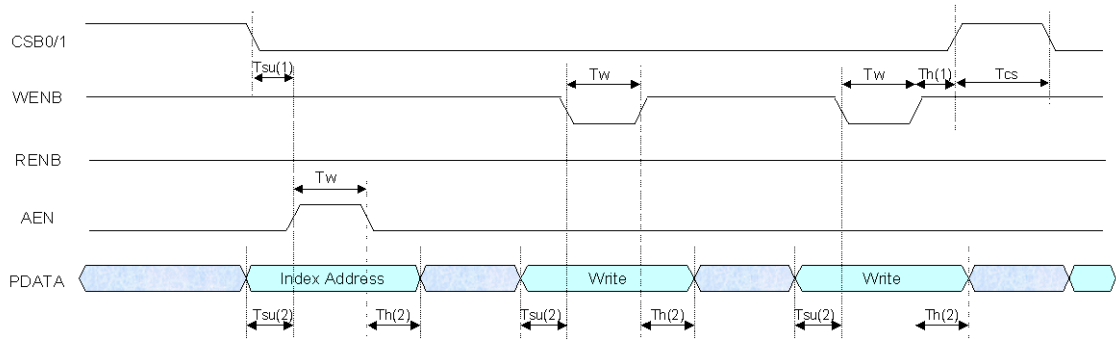 CSB0/1
Tsu(1)
Tw
Tw
Th(1)
Tcs
WENB
RENB
Tw
AEN
PDATA
Index Address
Write
Write
Tsu(2)
Th(2)
Tsu(2)
Th(2)
Tsu(2)
Th(2)